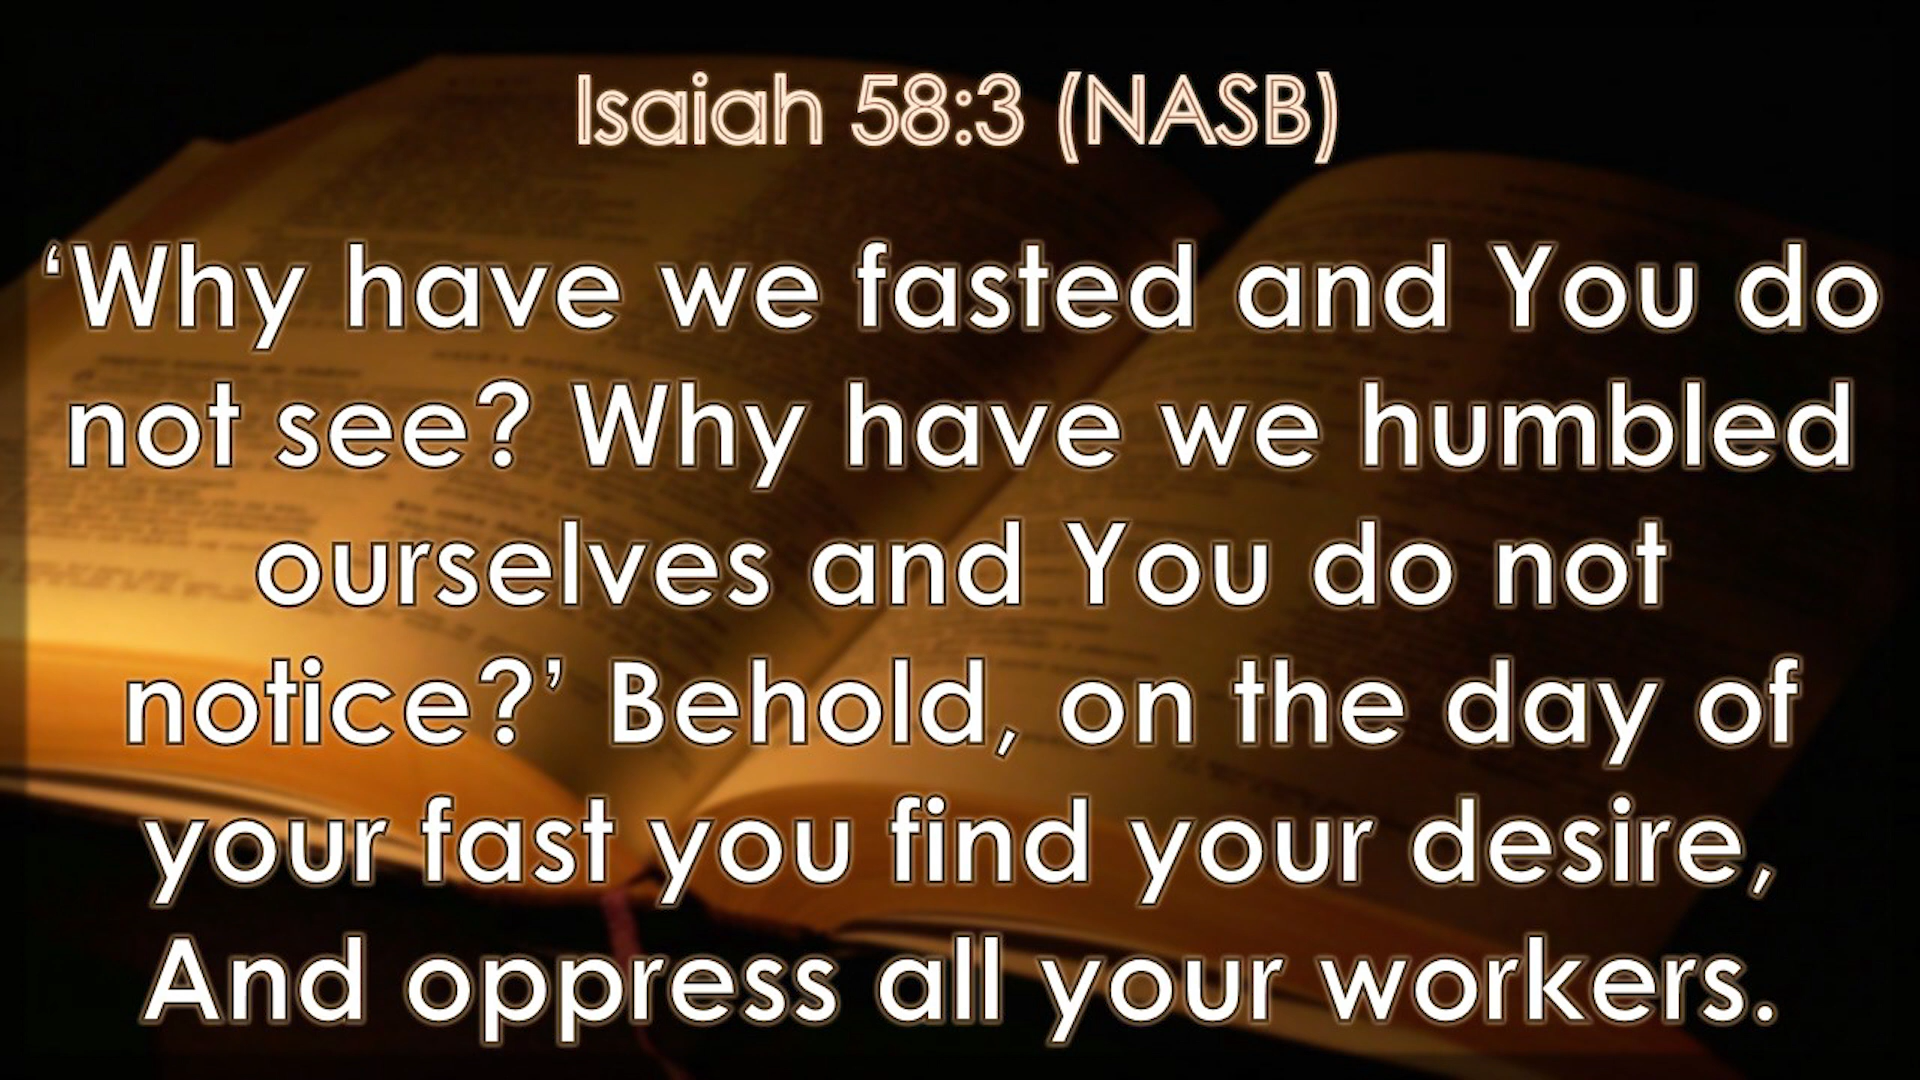 Isaiah 58:3 (NASB)
‘Why have we fasted and You do
not see? Why have we humbled
ourselves and You do not
notice?’ Behold, on the day of
your fast you find your desire,
And oppress all your workers.